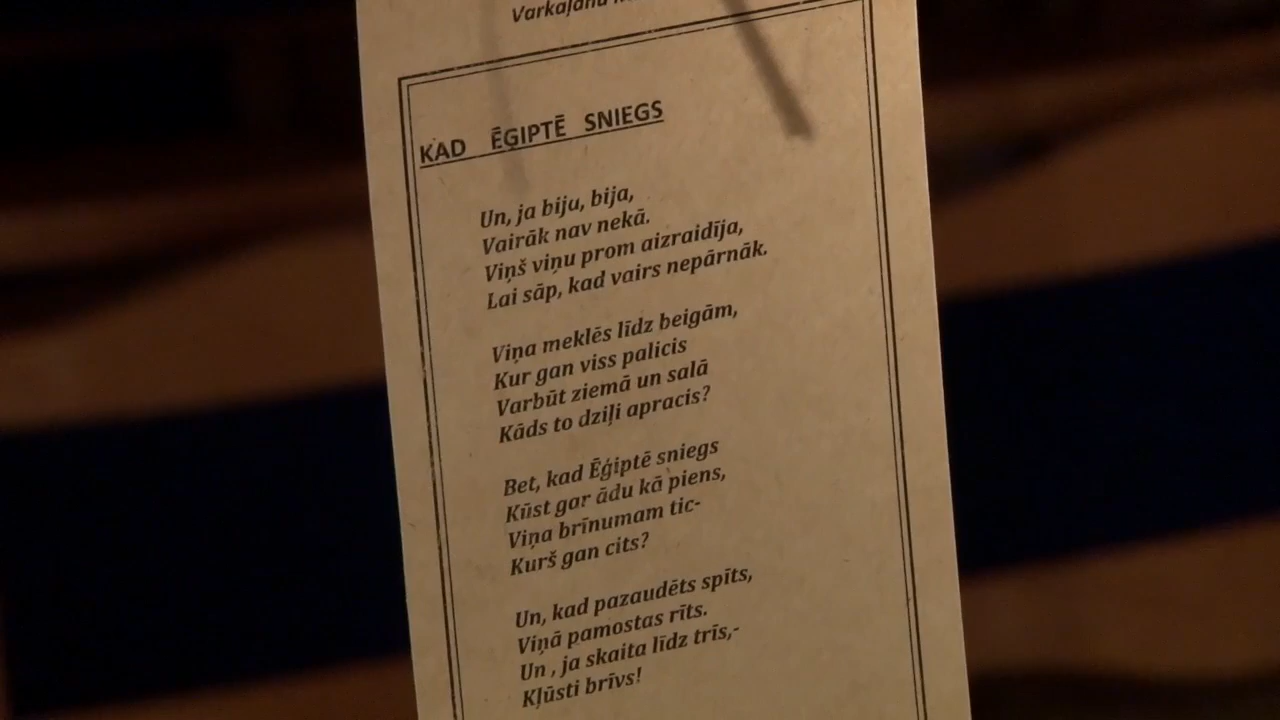 Varkaļānu
KAD ĒĢIPTĒ SNIEGS
Un, ja biju, bija,
Vairāk nav nekā.
Viņš viņu prom aizraidīja,
Lai sāp, kad vairs nepārnāk.
Viņa meklēs līdz beigām,
Kur gan viss palicis
Varbūt ziemā un salā
Kāds to dziļi apracis?
Bet, kad Ēģiptē sniegs
Kūst gar ādu kā piens,
Viņa brīnumam tic-
Kurš gan cits?
Un, kad pazaudēts spīts,
Viņā pamostas rīts.
Un , ja skaita līdz trīs,-
Kļūsti brīvs!